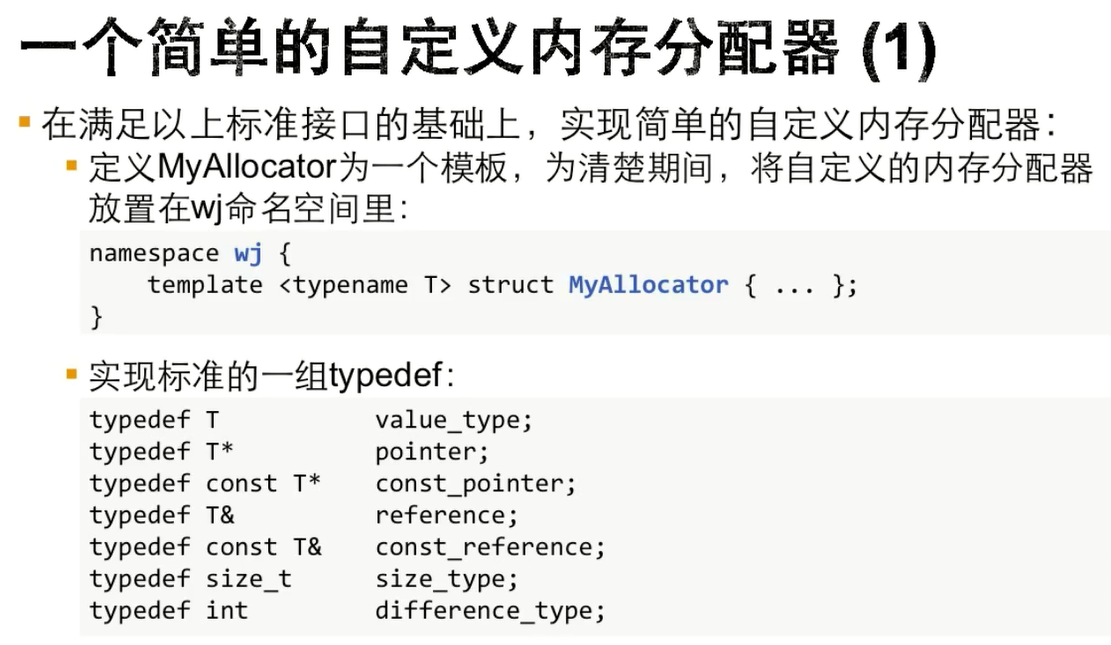 一个简单的自定义内存分配器 (1)
在满足以上标准接口的基础上，实现简单的自定义内存分配器：
定义MyAllocator为一个模板，为清楚期间，将自定义的内存分配器
放置在wj命名空间里：
namespace wj {
    template <typename T> struct MyAllocator { ... };
}
实现标准的一组typedef：
typedef T           value_type;
typedef T*          pointer;
typedef const T*    const_pointer;
typedef T&          reference;
typedef const T&    const_reference;
typedef size_t      size_type;
typedef int         difference_type;